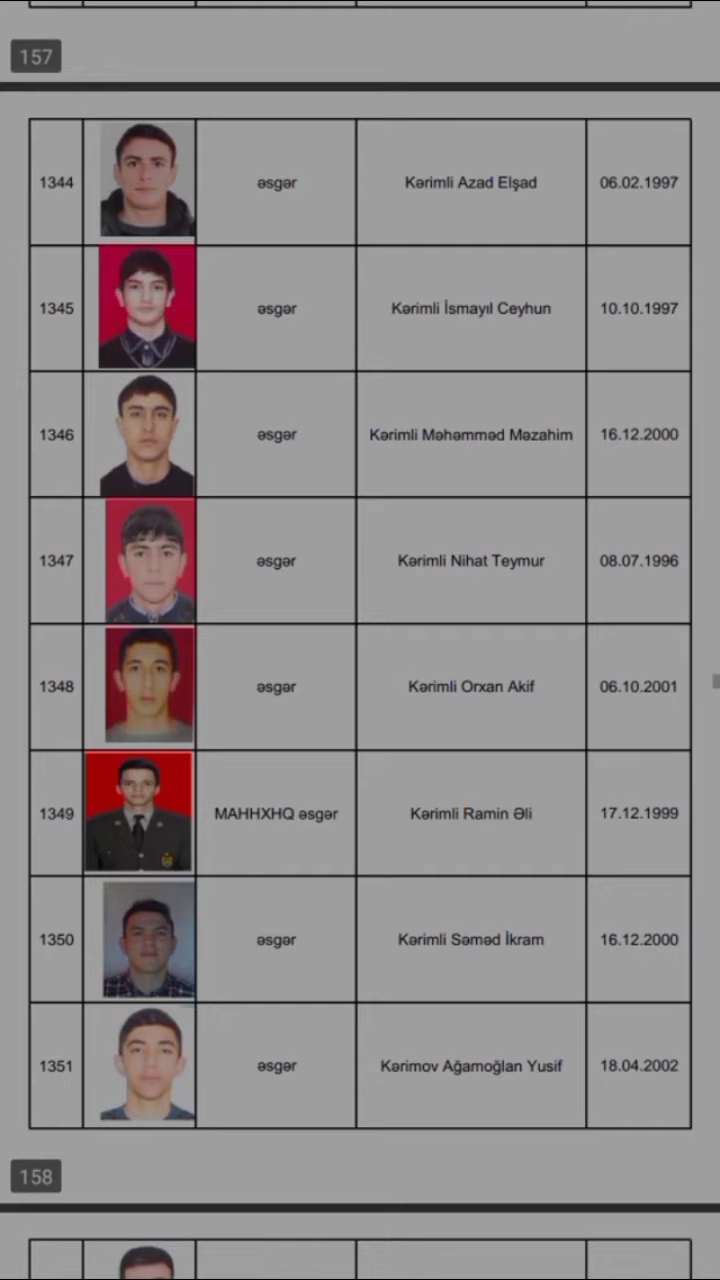 157
1344 əsgər Kərimli Azad Elşad 06.02.1997
1345 əsgər Kərimli İsmayıl Ceyhun 10.10.1997
1346 əsgər Kərimli Məhəmməd Məzahim 16.12.2000
1347 əsgər Kərimli Nihat Teymur 08.07.1996
1348 əsgər Kərimli Orxan Akif 06.10.2001
1349 MAHHXHQ əsgər Kərimli Ramin Əli 17.12.1999
1350 əsgər Kərimli Səməd İkram 16.12.2000
1351 əsgər Kərimov Ağamoğlan Yusif 18.04.2002
158